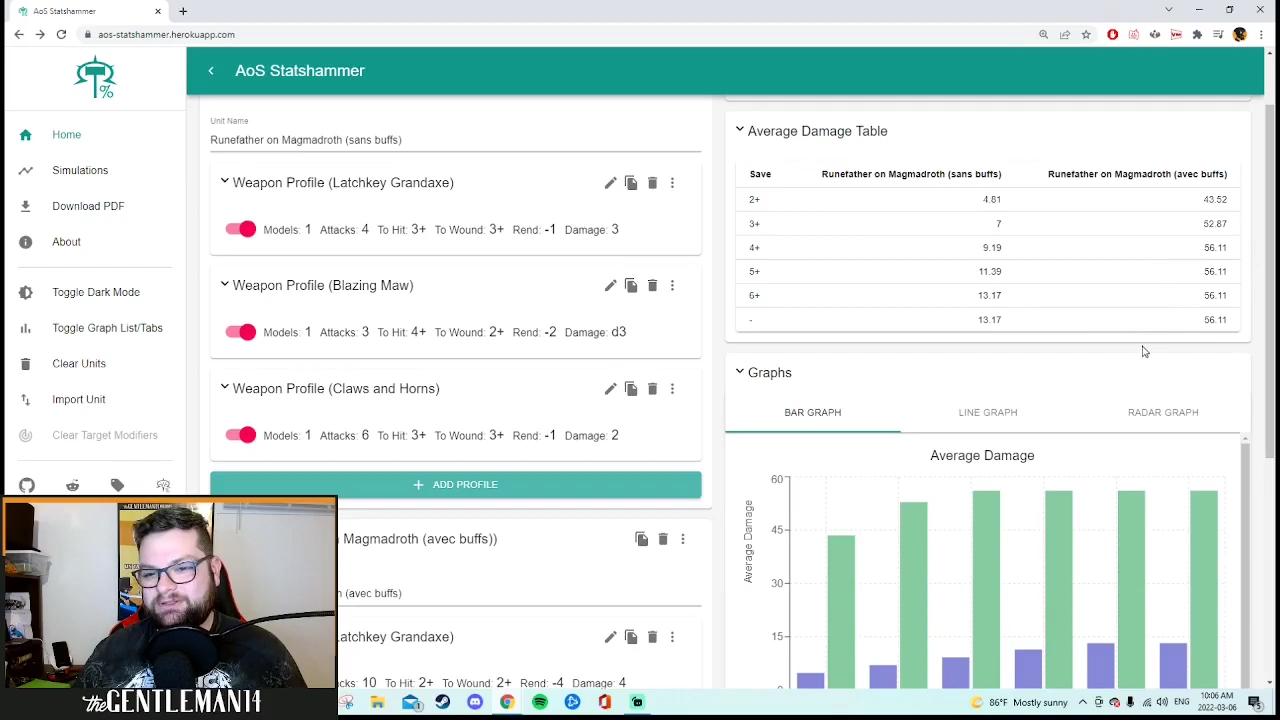 AoS Statshammer
aos-statshammer.herokuapp.com
AoS Statshammer
%
Home
Simulations
Download PDF
About
Toggle Dark Mode
Toggle Graph List/Tabs
Clear Units
Import Unit
Clear Target Modifiers
Unit Name
Runefather on Magmadroth (sans buffs)
Weapon Profile (Latchkey Grandaxe)
Models: 1 Attacks: 4 To Hit: 3+ To Wound: 3+ Rend: -1 Damage: 3
Weapon Profile (Blazing Maw)
Models: 1 Attacks: 3 To Hit: 4+ To Wound: 2+ Rend: -2 Damage: d3
Weapon Profile (Claws and Horns)
Models: 1 Attacks: 6 To Hit: 3+ To Wound: 3+ Rend: -1 Damage: 2
+ ADD PROFILE
Magmadroth (avec buffs))
(avec buffs)
Latchkey Grandaxe)
Attacks: 10 To Hit: 2+ To Wound: 2+ Rend: -4 Damage: 4
Average Damage Table
Save Runefather on Magmadroth (sans buffs) Runefather on Magmadroth (avec buffs)
2+ 4.81 43.52
3+ 7 52.87
4+ 9.19 56.11
5+ 11.39 56.11
6+ 13.17 56.11
- 13.17 56.11
Graphs
BAR GRAPH LINE GRAPH RADAR GRAPH
Average Damage
Average Damage
60
45
30
15
0
the GENTLEMAN14
theGENTLEMAN14
86°F Mostly sunny
10:06 AM
2022-03-06